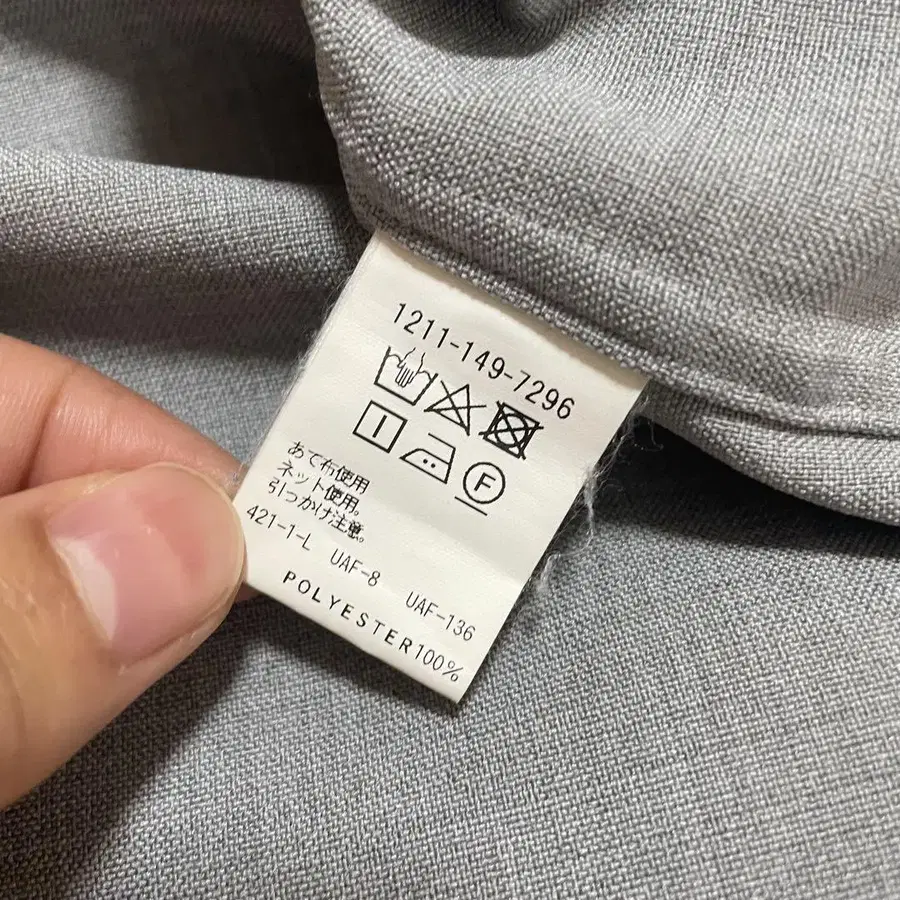 1211-149-7296
F
あて布使用
ネット使用。
引っかけ注意。
421-1-L UAF-8 UAF-136
POLYESTER100%